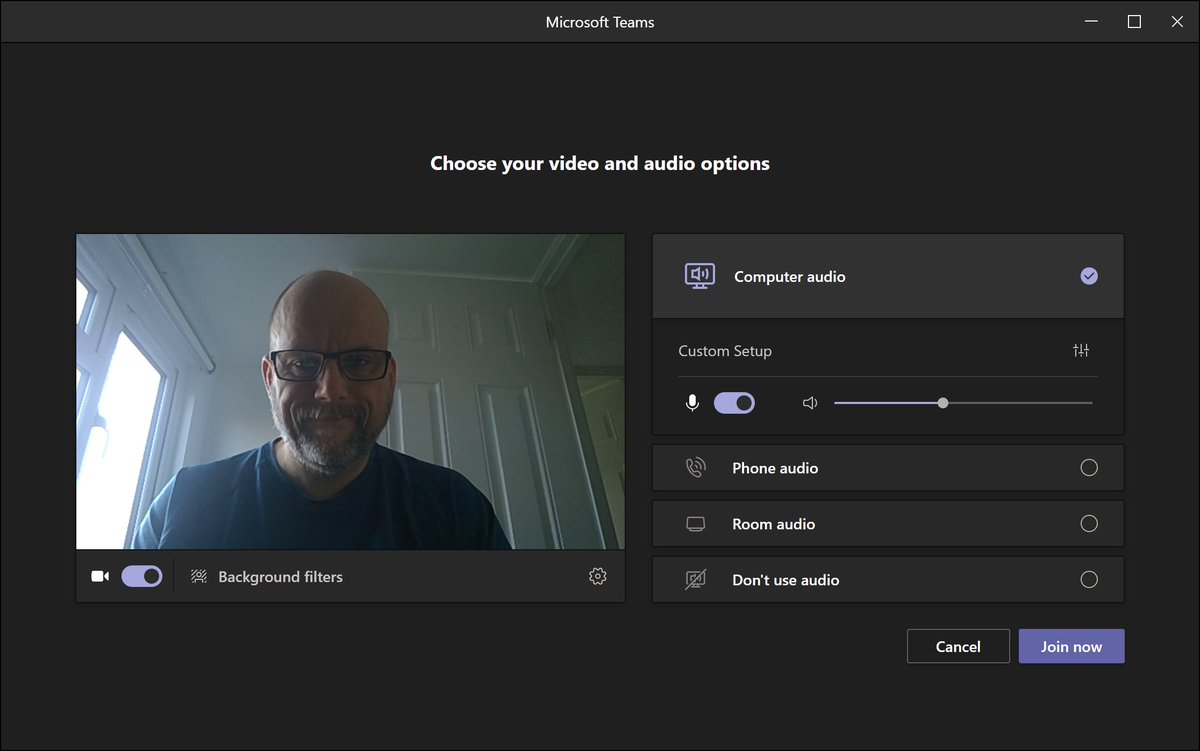 Microsoft Teams
Choose your video and audio options
Computer audio
Custom Setup
Phone audio
Room audio
Don't use audio
Background filters
Cancel
Join now